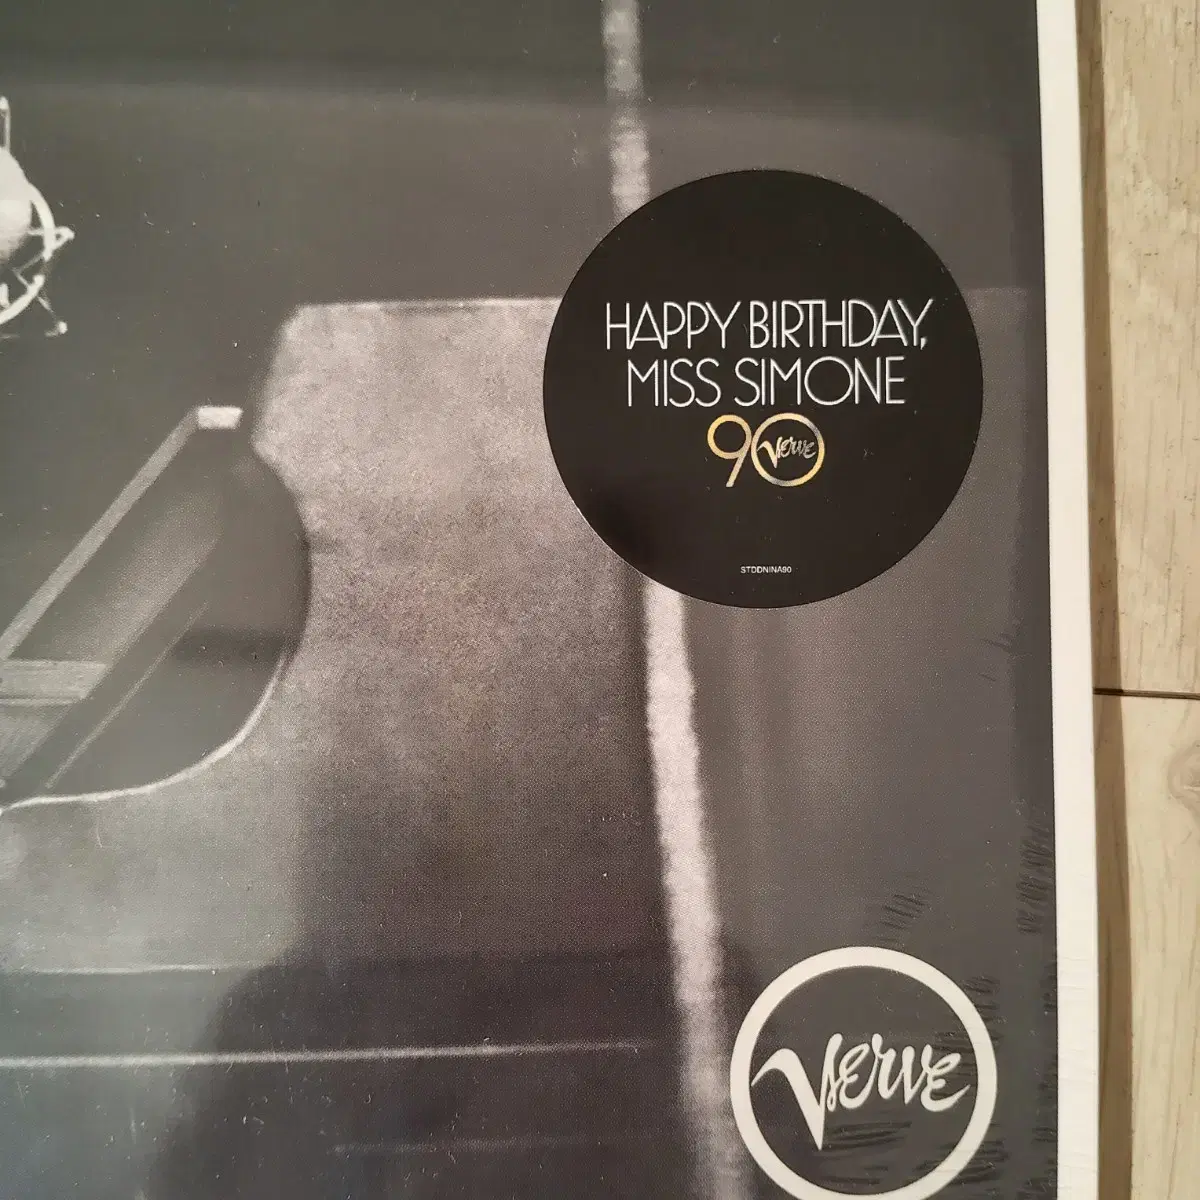 HAPPY BIRTHDAY,
MISS SIMONE
90
Verve
STDDNINA90
Verve